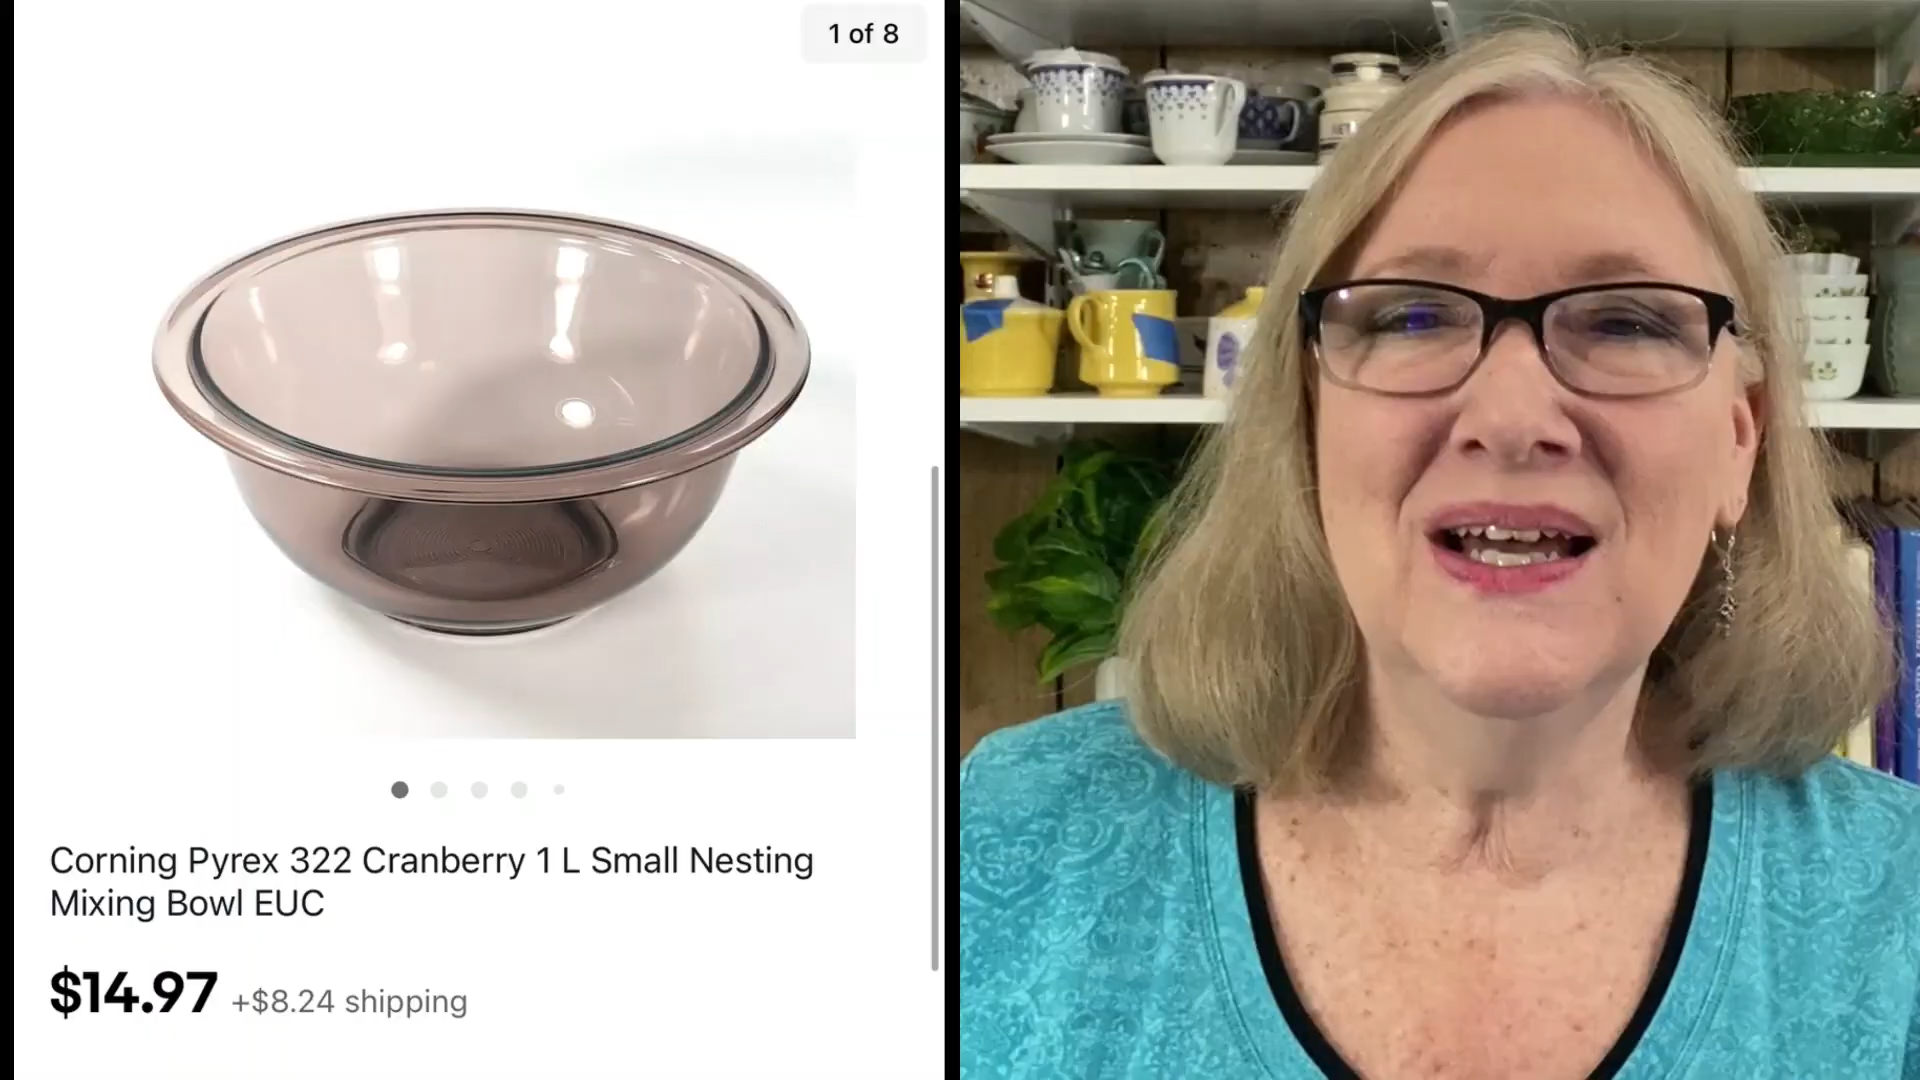 1 of 8
Corning Pyrex 322 Cranberry 1 L Small Nesting
Mixing Bowl EUC
$14.97 +$8.24 shipping